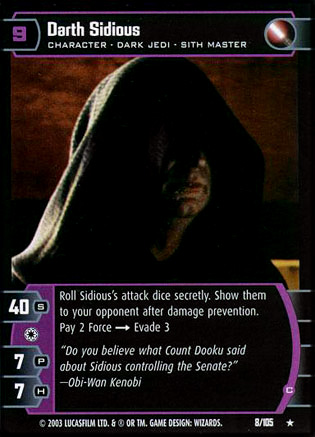 9
Darth Sidious
CHARACTER · DARK JEDI · SITH MASTER
40 S
Roll Sidious's attack dice secretly. Show them
to your opponent after damage prevention.
Pay 2 Force → Evade 3
7 P
"Do you believe what Count Dooku said
about Sidious controlling the Senate?"
7 H
—Obi-Wan Kenobi
C
© 2003 LUCASFILM LTD. & ® OR TM. GAME DESIGN: WIZARDS.
8/105 ★